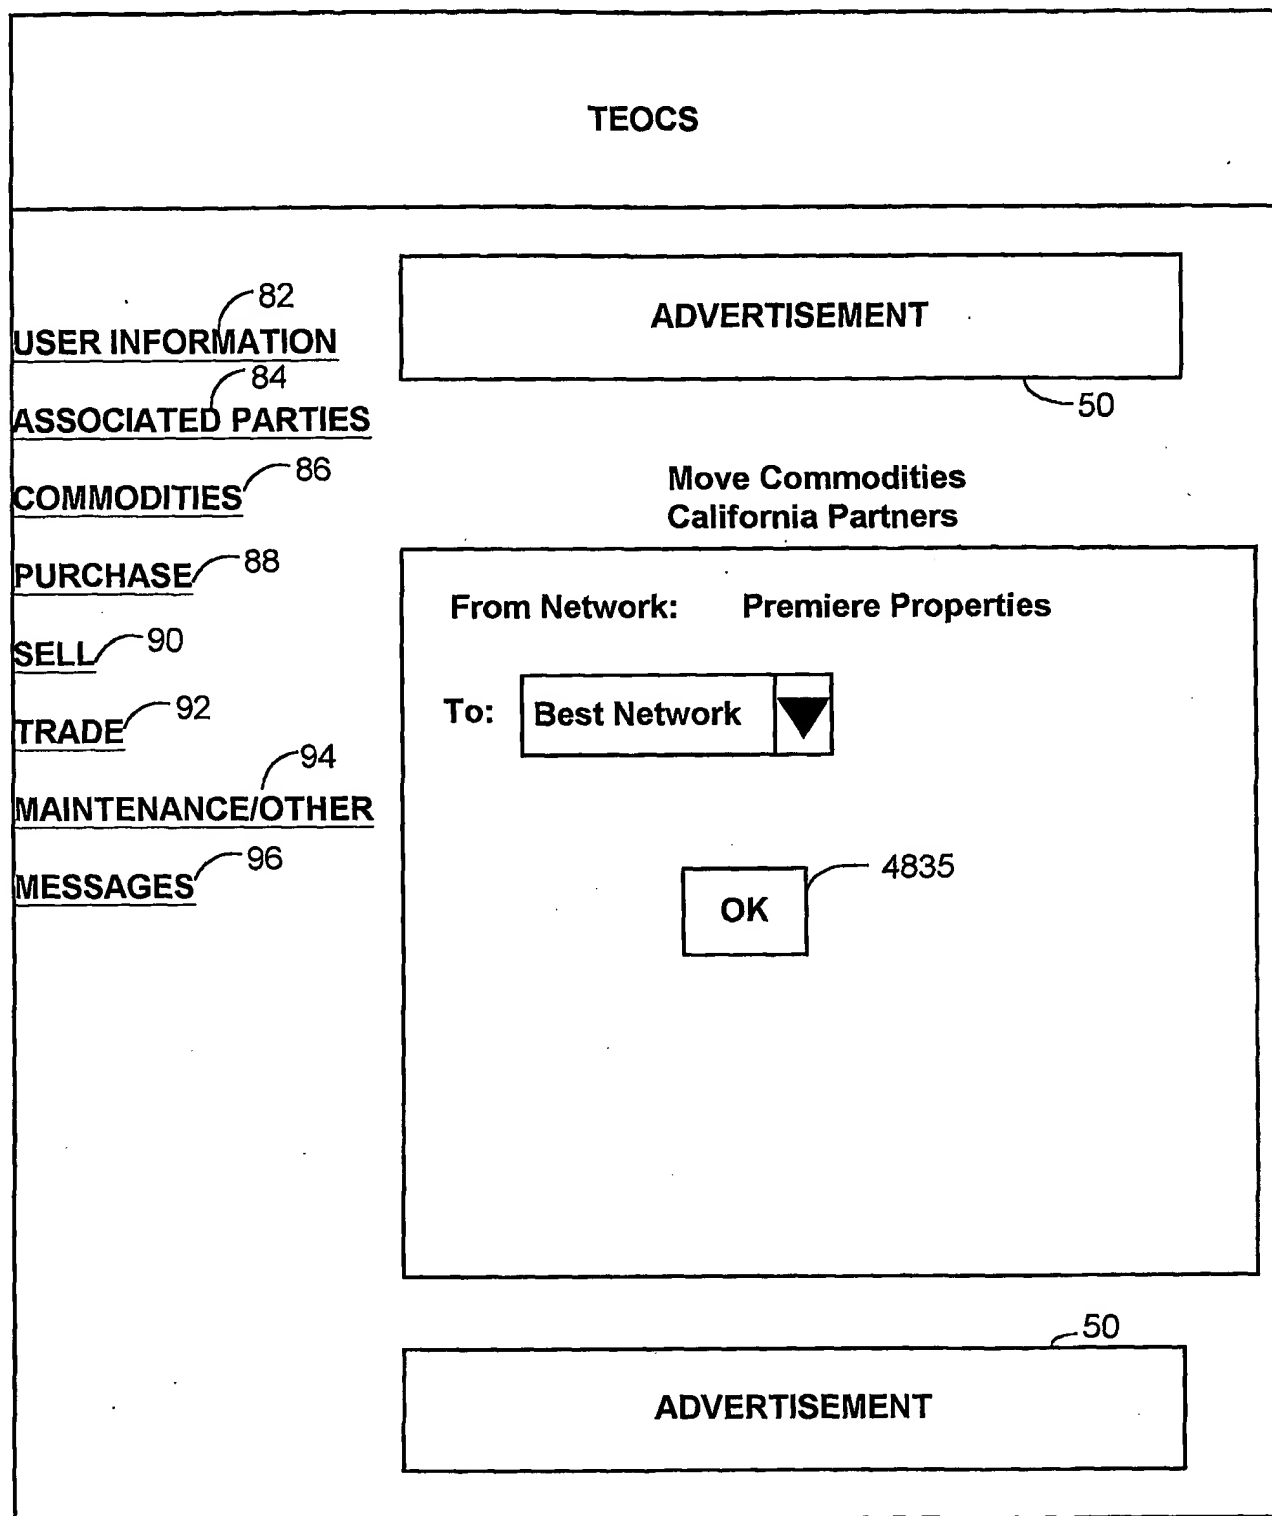 TEOCS
ADVERTISEMENT
50
82
USER INFORMATION
84
ASSOCIATED PARTIES
86
COMMODITIES
88
PURCHASE
90
SELL
92
TRADE
94
MAINTENANCE/OTHER
96
MESSAGES
Move Commodities
California Partners
From Network: Premiere Properties
To: Best Network
OK
4835
50
ADVERTISEMENT